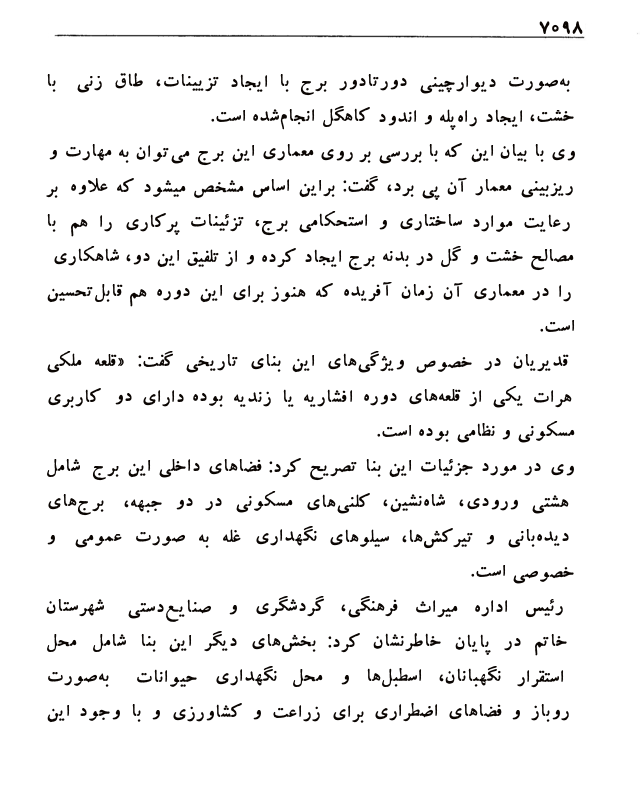 ۷۰۹۸
به‌صورت دیوارچینی دورتادور برج با ایجاد تزیینات، طاق زنی با
خشت، ایجاد راه‌پله و اندود کاهگل انجام‌شده است.
وی با بیان این که با بررسی بر روی معماری این برج می‌توان به مهارت و
ریزبینی معمار آن پی برد، گفت: براین اساس مشخص میشود که علاوه بر
رعایت موارد ساختاری و استحکامی برج، تزئینات پرکاری را هم با
مصالح خشت و گل در بدنه برج ایجاد کرده و از تلفیق این دو، شاهکاری
را در معماری آن زمان آفریده که هنوز برای این دوره هم قابل‌تحسین
است.
قدیریان در خصوص ویژگی‌های این بنای تاریخی گفت: «قلعه ملکی
هرات یکی از قلعه‌های دوره افشاریه یا زندیه بوده دارای دو کاربری
مسکونی و نظامی بوده است.
وی در مورد جزئیات این بنا تصریح کرد: فضاهای داخلی این برج شامل
هشتی ورودی، شاه‌نشین، کلنی‌های مسکونی در دو جبهه، برج‌های
دیده‌بانی و تیرکش‌ها، سیلوهای نگهداری غله به صورت عمومی و
خصوصی است.
رئیس اداره میراث فرهنگی، گردشگری و صنایع‌دستی شهرستان
خاتم در پایان خاطرنشان کرد: بخش‌های دیگر این بنا شامل محل
استقرار نگهبانان، اسطبل‌ها و محل نگهداری حیوانات به‌صورت
روباز و فضاهای اضطراری برای زراعت و کشاورزی و با وجود این